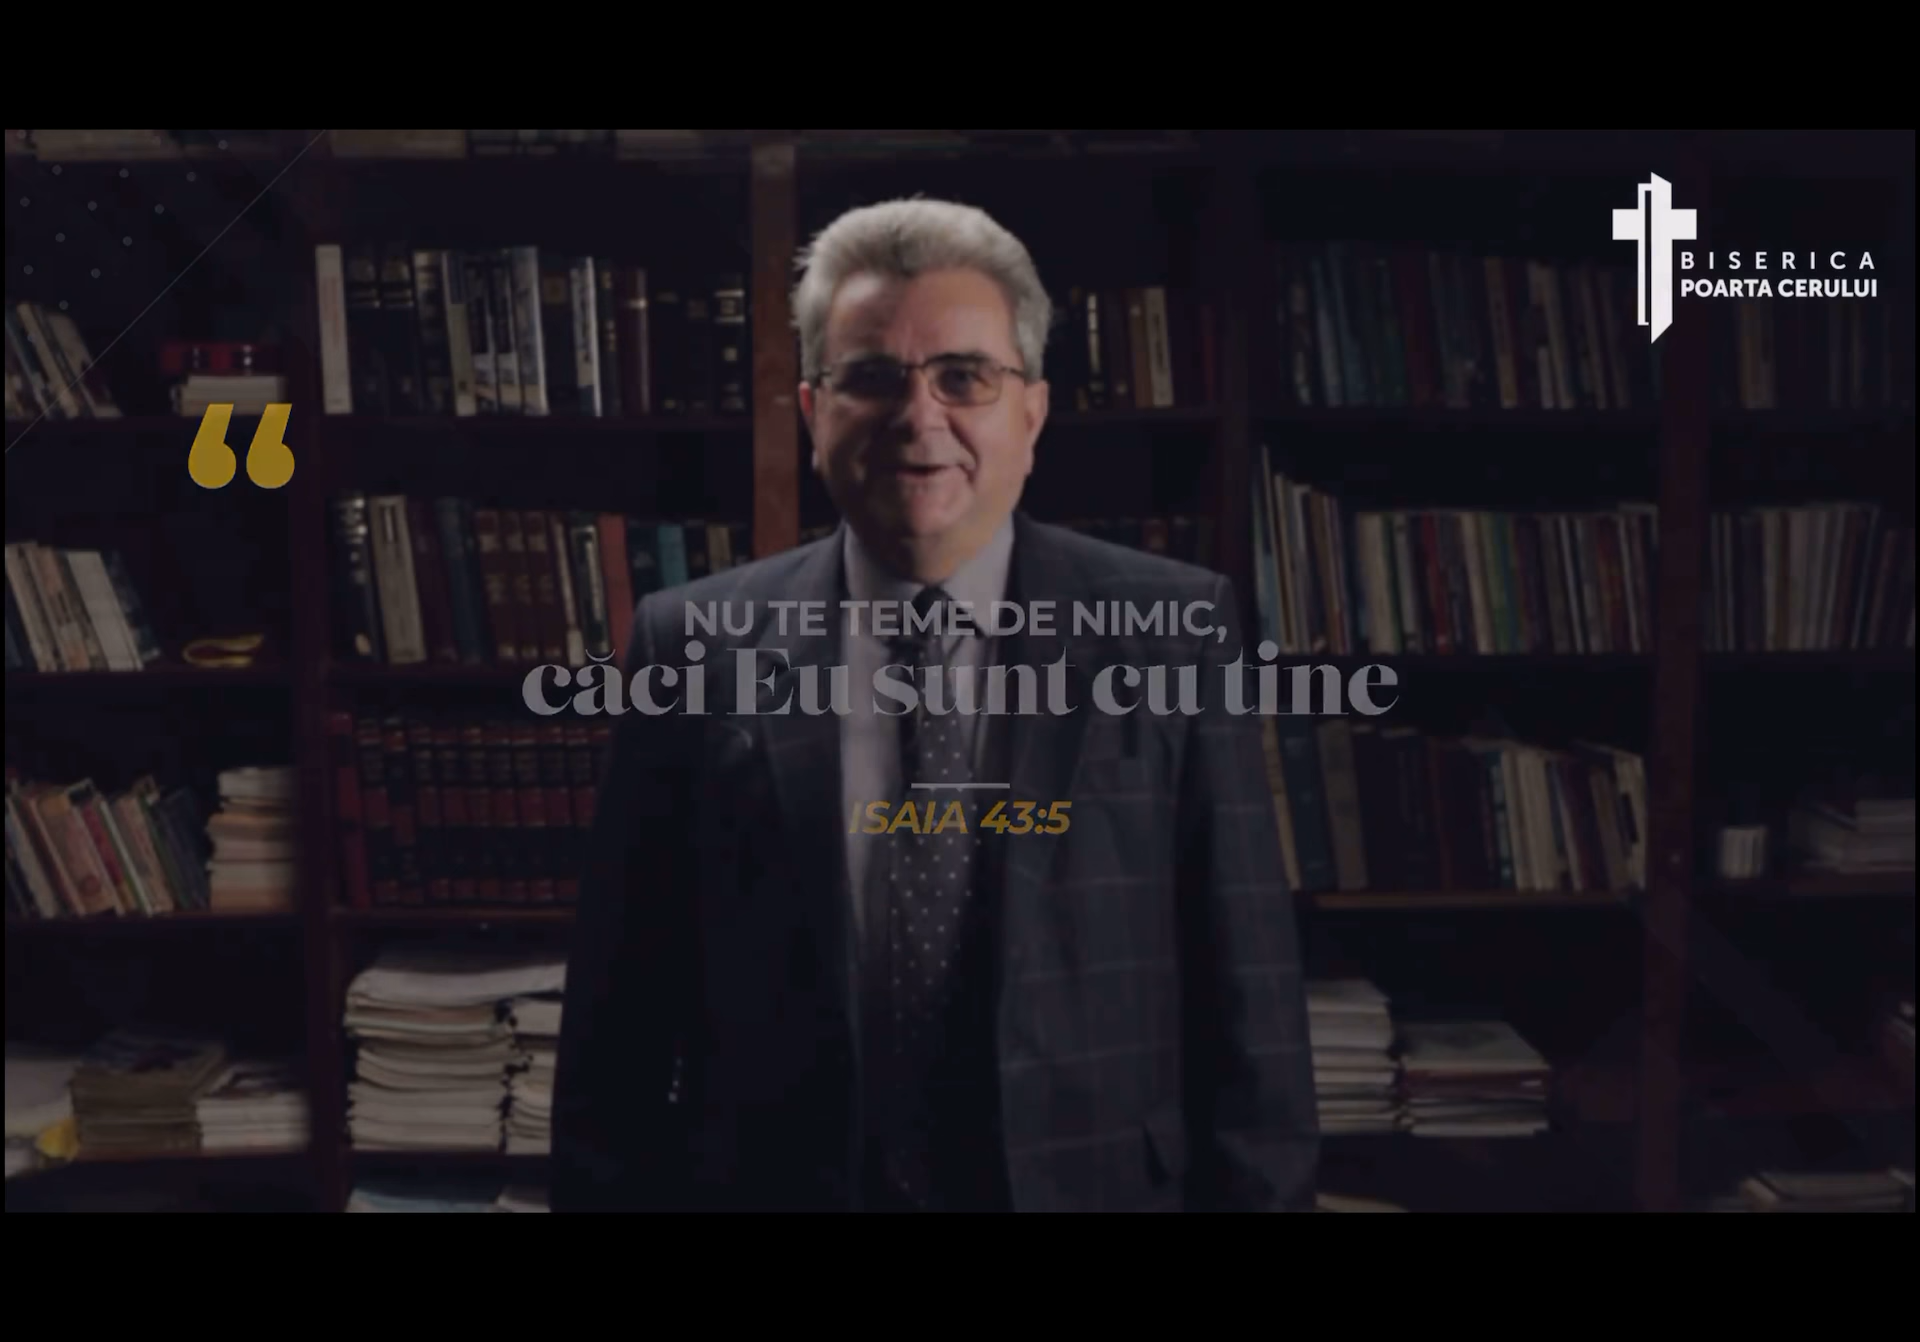 BISERICA
POARTA CERULUI
“
NU TE TEME DE NIMIC,
căci Eu sunt cu tine
ISAIA 43:5